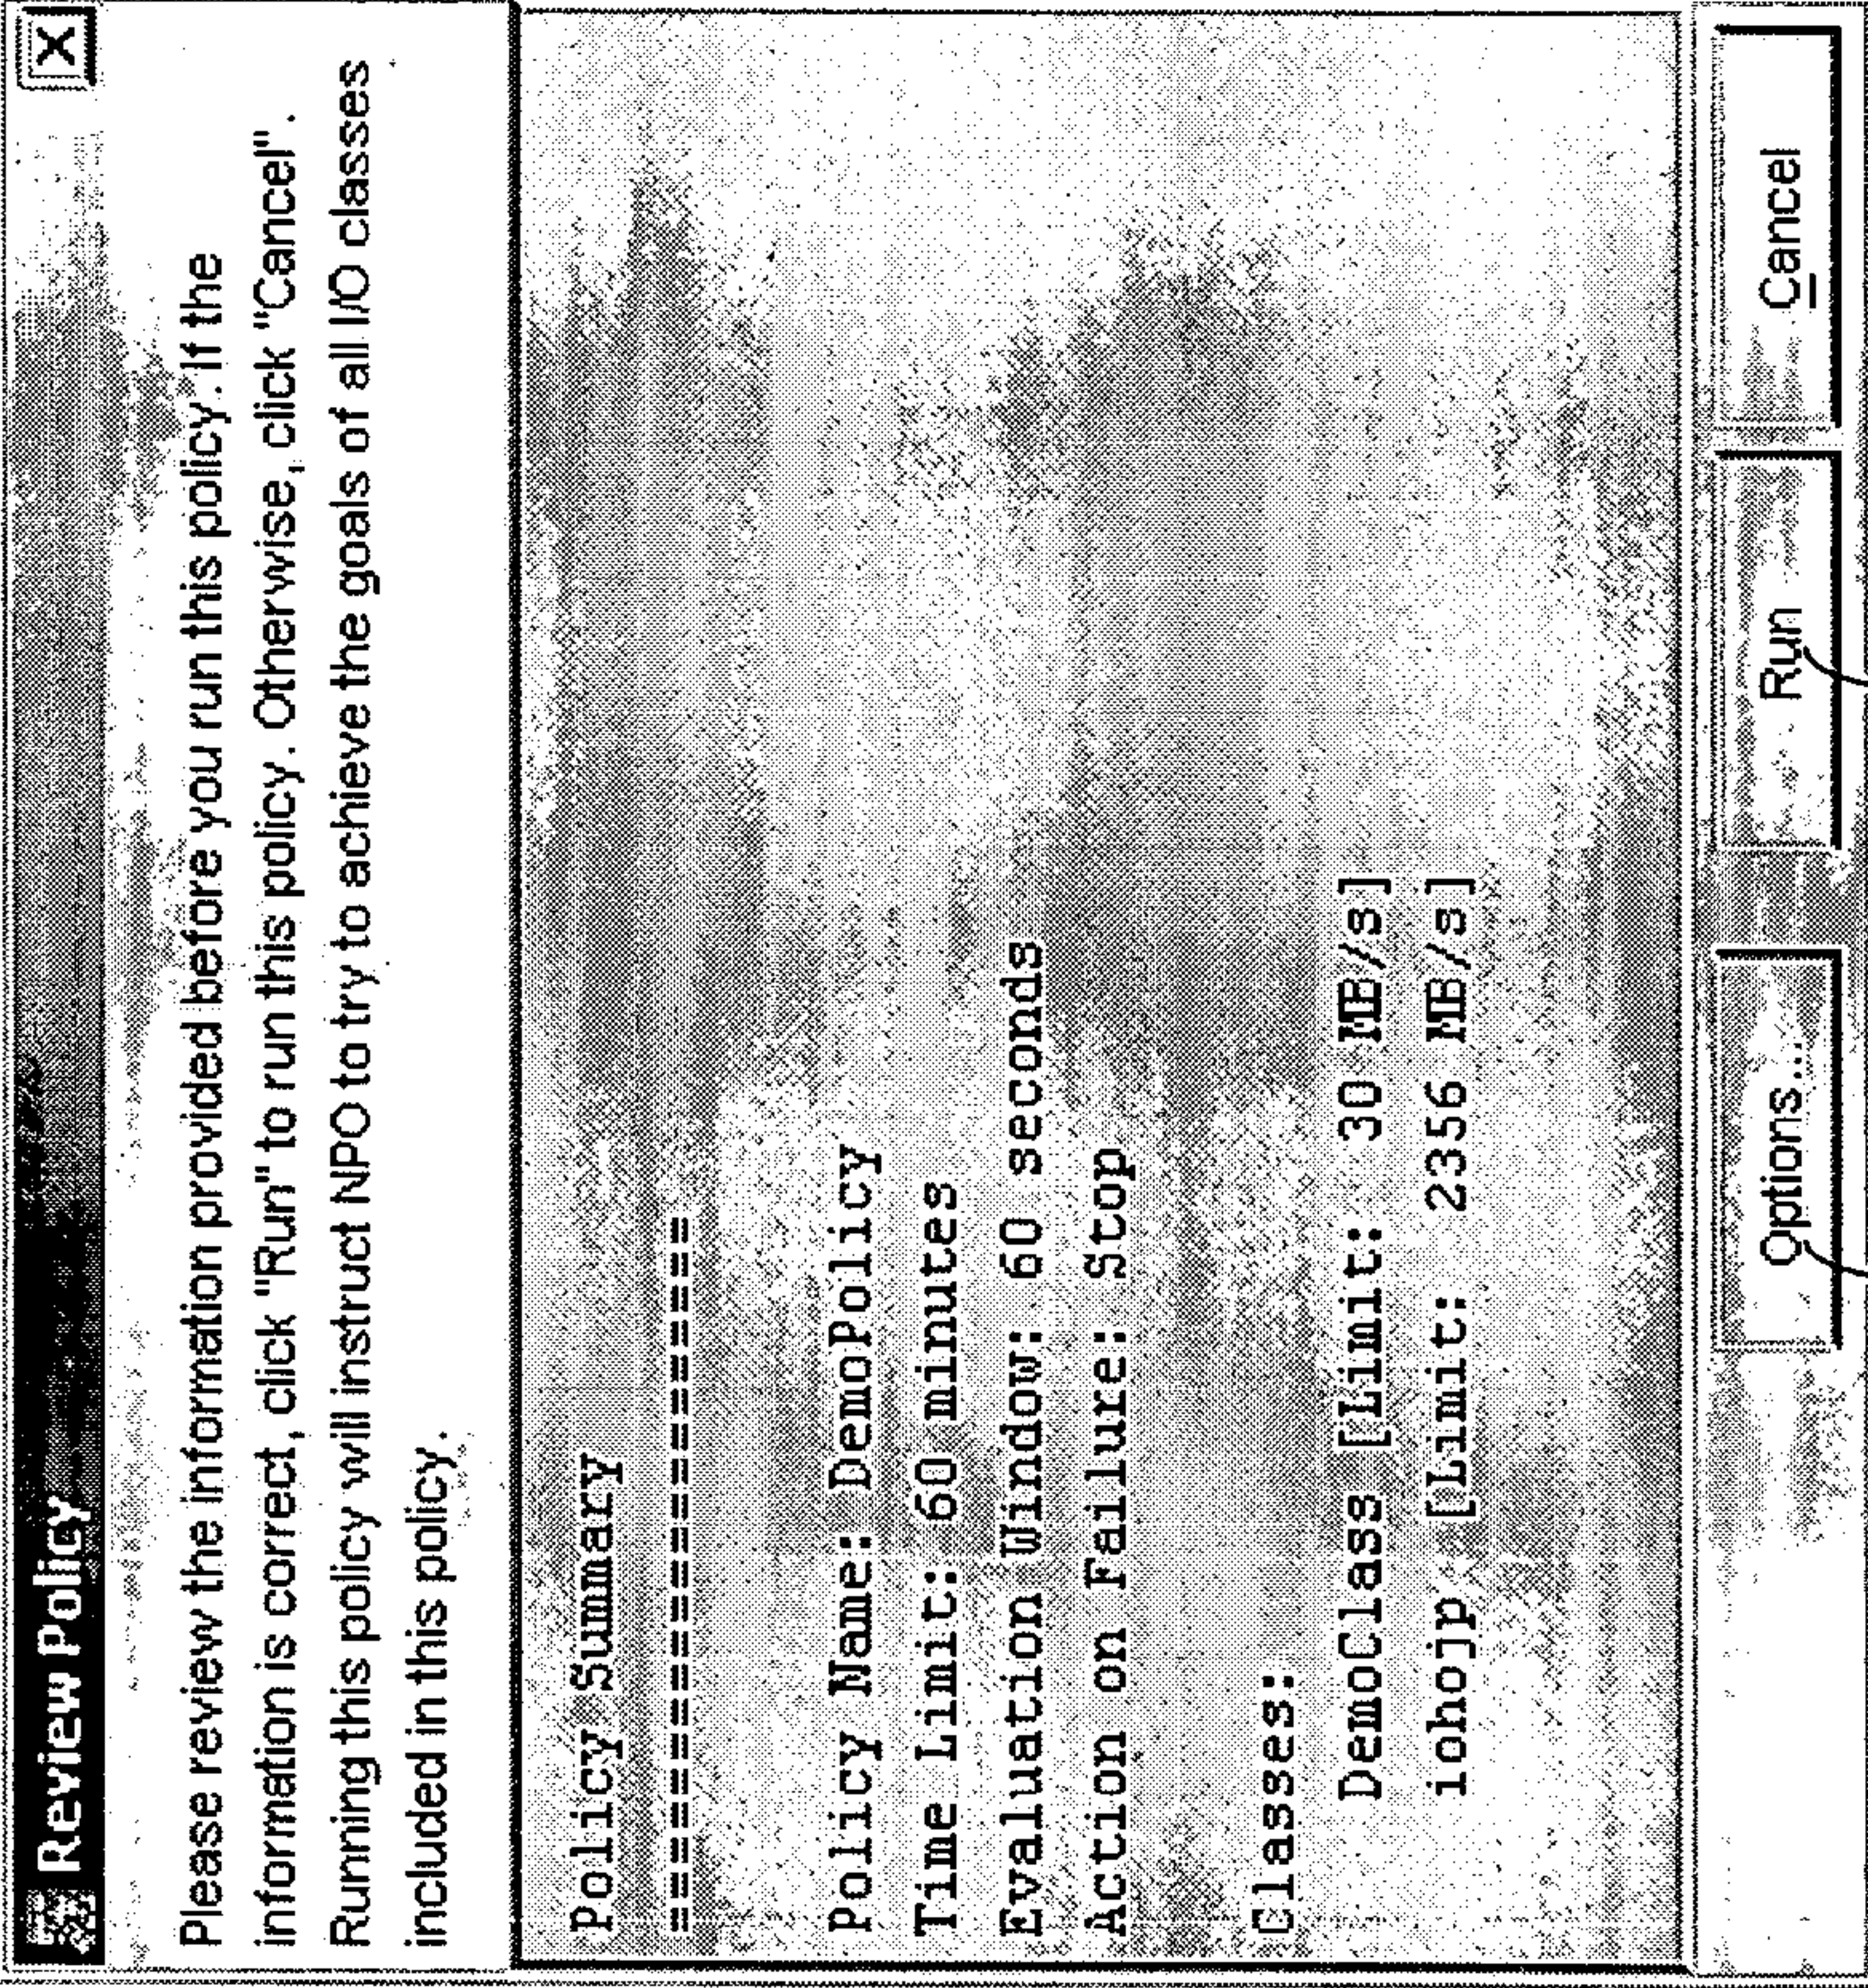 Review Policy
Please review the information provided before you run this policy. If the
information is correct, click "Run" to run this policy. Otherwise, click "Cancel".
Running this policy will instruct NPO to try to achieve the goals of all I/O classes
included in this policy.
Policy Summary
====================
Policy Name: DemoPolicy
Time Limit: 60 minutes
Evaluation Window: 60 seconds
Action on Failure: Stop
Classes:
DemoClass [Limit: 30 MB/s]
iohojp [Limit: 2356 MB/s]
Options... Run Cancel